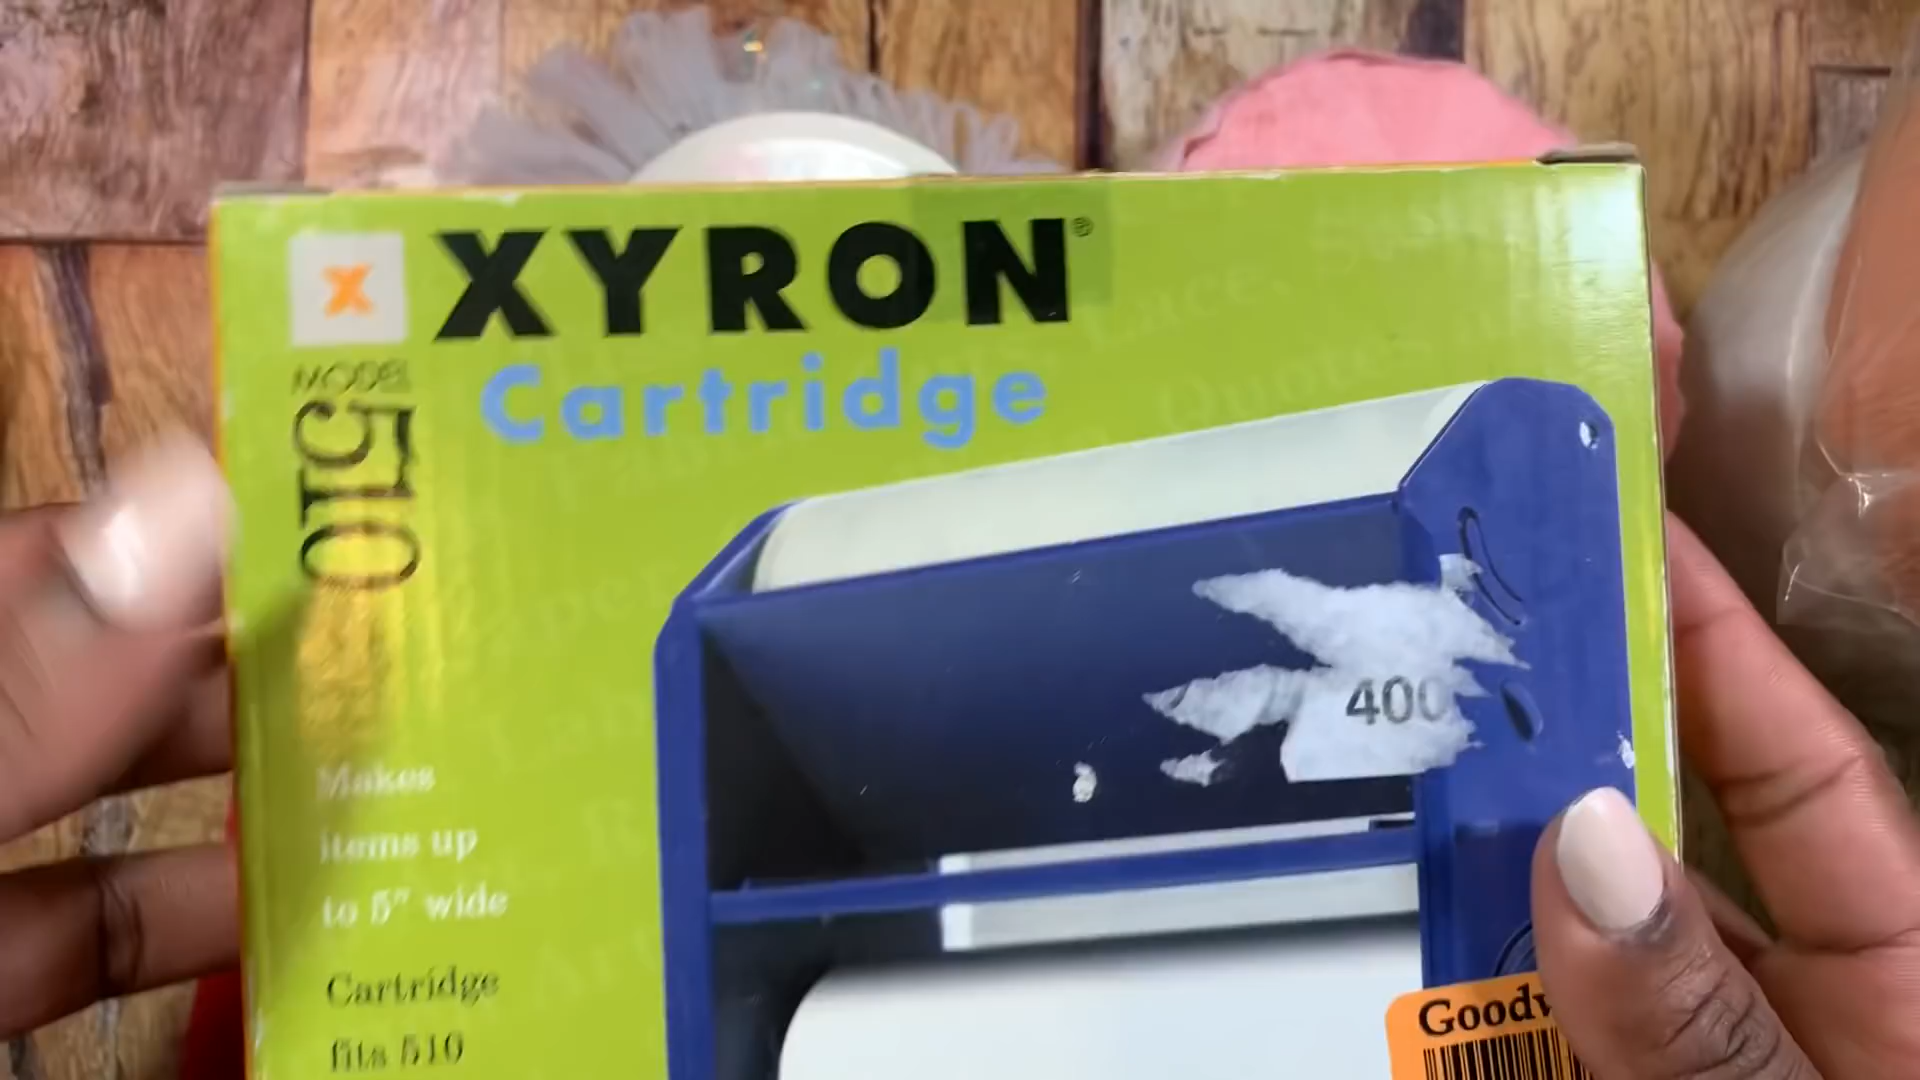 X XYRON®
MODEL
510
Cartridge
400
Makes
items up
to 5" wide
Cartridge
fits 510
Goodw